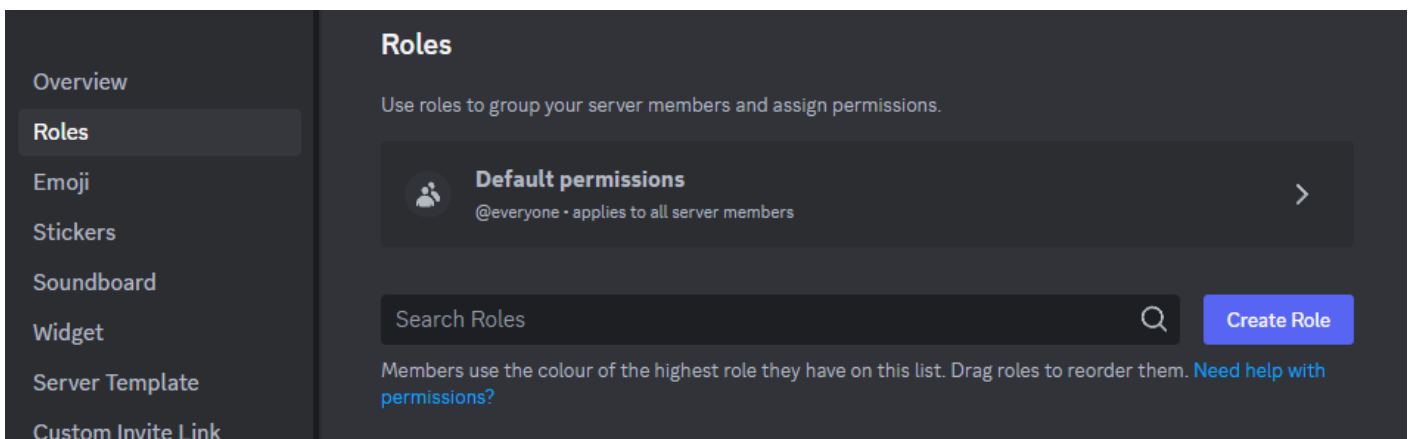 Overview
Roles
Emoji
Stickers
Soundboard
Widget
Server Template
Custom Invite Link
Roles
Use roles to group your server members and assign permissions.
Default permissions
@everyone • applies to all server members
Search Roles
Create Role
Members use the colour of the highest role they have on this list. Drag roles to reorder them. Need help with
permissions?